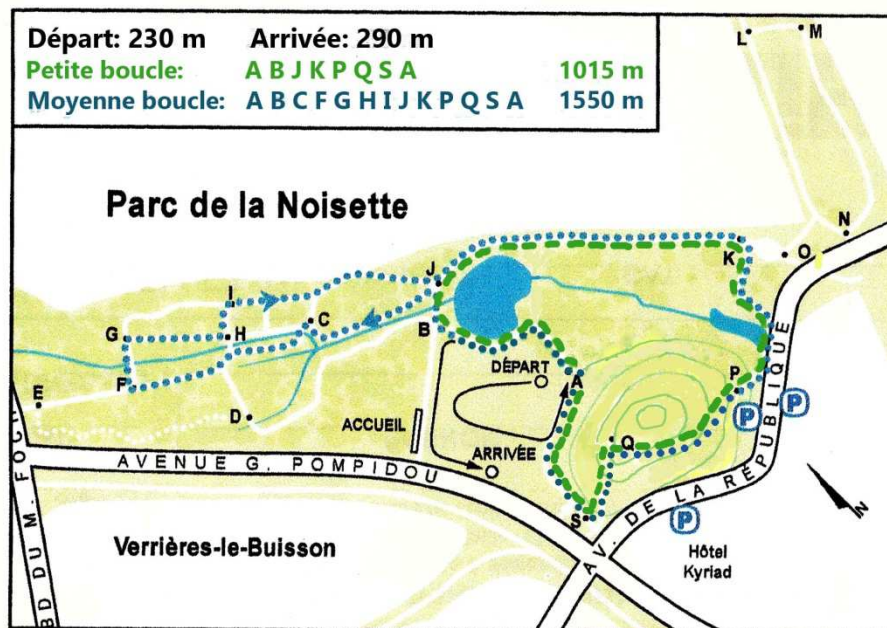 Départ: 230 m Arrivée: 290 m
Petite boucle: A B J K P Q S A 1015 m
Moyenne boucle: A B C F G H I J K P Q S A 1550 m
L
M
Parc de la Noisette
N
O
K
J
I
C
G
H
B
F
E
D
DÉPART
A
P
ACCUEIL
Q
ARRIVÉE
S
P
P
P
AVENUE G. POMPIDOU
AV. DE LA RÉPUBLIQUE
BD DU M. FOCH
Verrières-le-Buisson
Hôtel
Kyriad
N